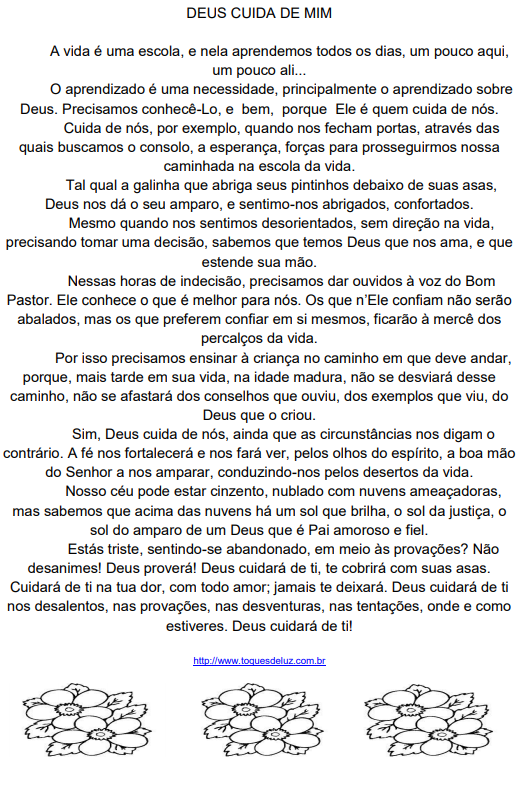 DEUS CUIDA DE MIM
A vida é uma escola, e nela aprendemos todos os dias, um pouco aqui,
um pouco ali...
O aprendizado é uma necessidade, principalmente o aprendizado sobre
Deus. Precisamos conhecê-Lo, e bem, porque Ele é quem cuida de nós.
Cuida de nós, por exemplo, quando nos fecham portas, através das
quais buscamos o consolo, a esperança, forças para prosseguirmos nossa
caminhada na escola da vida.
Tal qual a galinha que abriga seus pintinhos debaixo de suas asas,
Deus nos dá o seu amparo, e sentimo-nos abrigados, confortados.
Mesmo quando nos sentimos desorientados, sem direção na vida,
precisando tomar uma decisão, sabemos que temos Deus que nos ama, e que
estende sua mão.
Nessas horas de indecisão, precisamos dar ouvidos à voz do Bom
Pastor. Ele conhece o que é melhor para nós. Os que n’Ele confiam não serão
abalados, mas os que preferem confiar em si mesmos, ficarão à mercê dos
percalços da vida.
Por isso precisamos ensinar à criança no caminho em que deve andar,
porque, mais tarde em sua vida, na idade madura, não se desviará desse
caminho, não se afastará dos conselhos que ouviu, dos exemplos que viu, do
Deus que o criou.
Sim, Deus cuida de nós, ainda que as circunstâncias nos digam o
contrário. A fé nos fortalecerá e nos fará ver, pelos olhos do espírito, a boa mão
do Senhor a nos amparar, conduzindo-nos pelos desertos da vida.
Nosso céu pode estar cinzento, nublado com nuvens ameaçadoras,
mas sabemos que acima das nuvens há um sol que brilha, o sol da justiça, o
sol do amparo de um Deus que é Pai amoroso e fiel.
Estás triste, sentindo-se abandonado, em meio às provações? Não
desanimes! Deus proverá! Deus cuidará de ti, te cobrirá com suas asas.
Cuidará de ti na tua dor, com todo amor; jamais te deixará. Deus cuidará de ti
nos desalentos, nas provações, nas desventuras, nas tentações, onde e como
estiveres. Deus cuidará de ti!
http://www.toquesdeluz.com.br